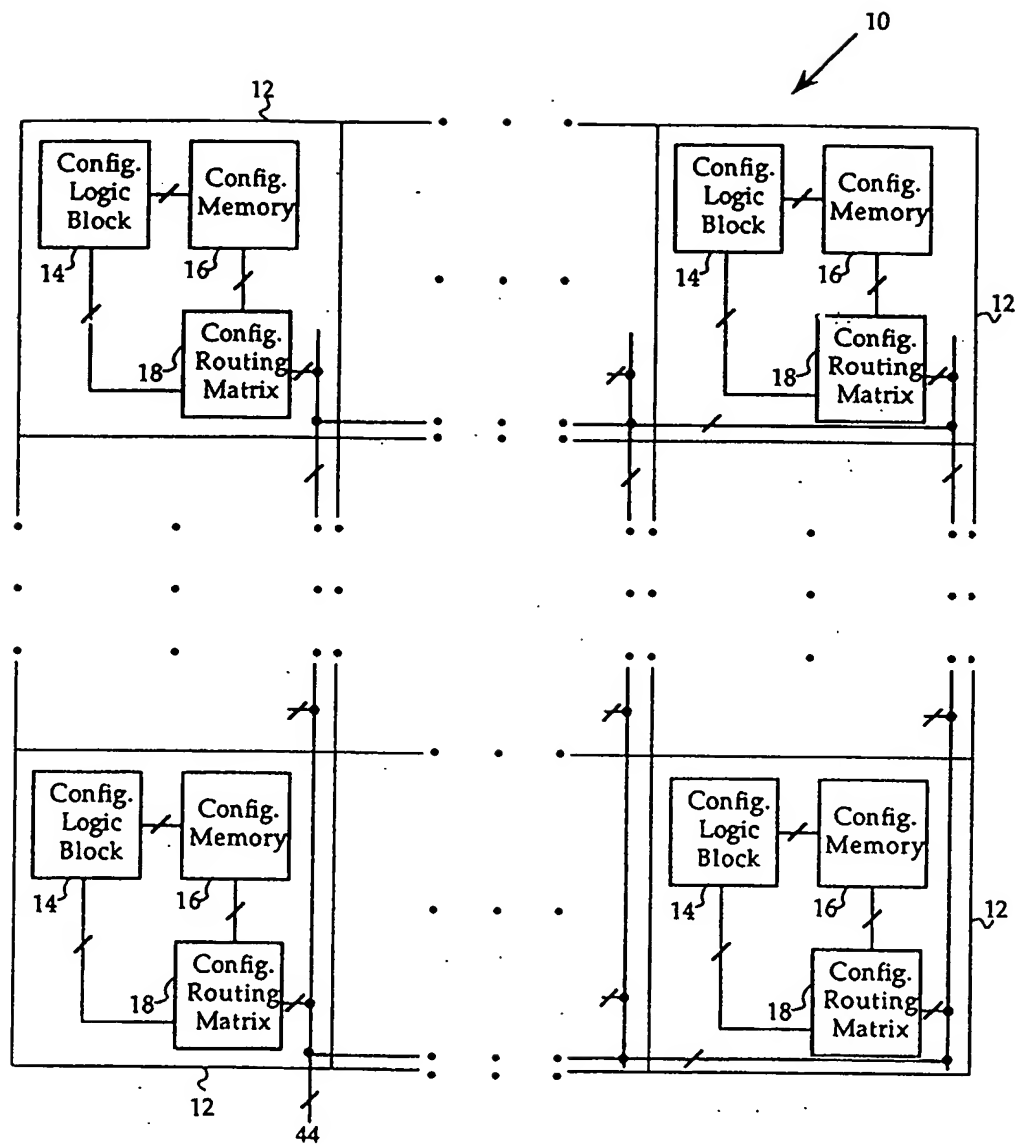 10
12
Config.
Logic
Block
Config.
Memory
14
16
18
Config.
Routing
Matrix
Config.
Logic
Block
Config.
Memory
14
16
12
18
Config.
Routing
Matrix
Config.
Logic
Block
Config.
Memory
14
16
18
Config.
Routing
Matrix
12
44
Config.
Logic
Block
Config.
Memory
14
16
12
18
Config.
Routing
Matrix